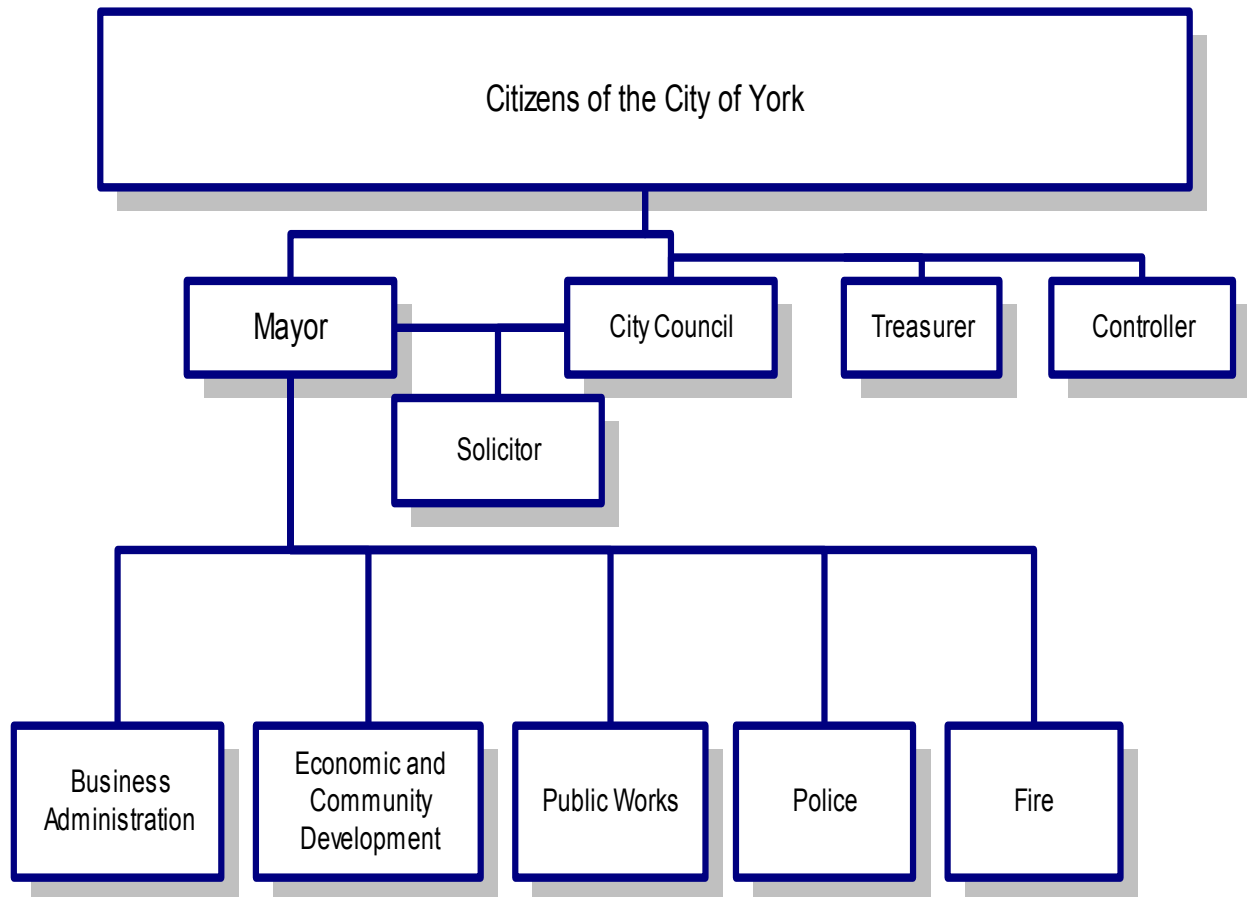 Citizens of the City of York
Mayor
City Council
Treasurer
Controller
Solicitor
Business
Administration
Economic and
Community
Development
Public Works
Police
Fire